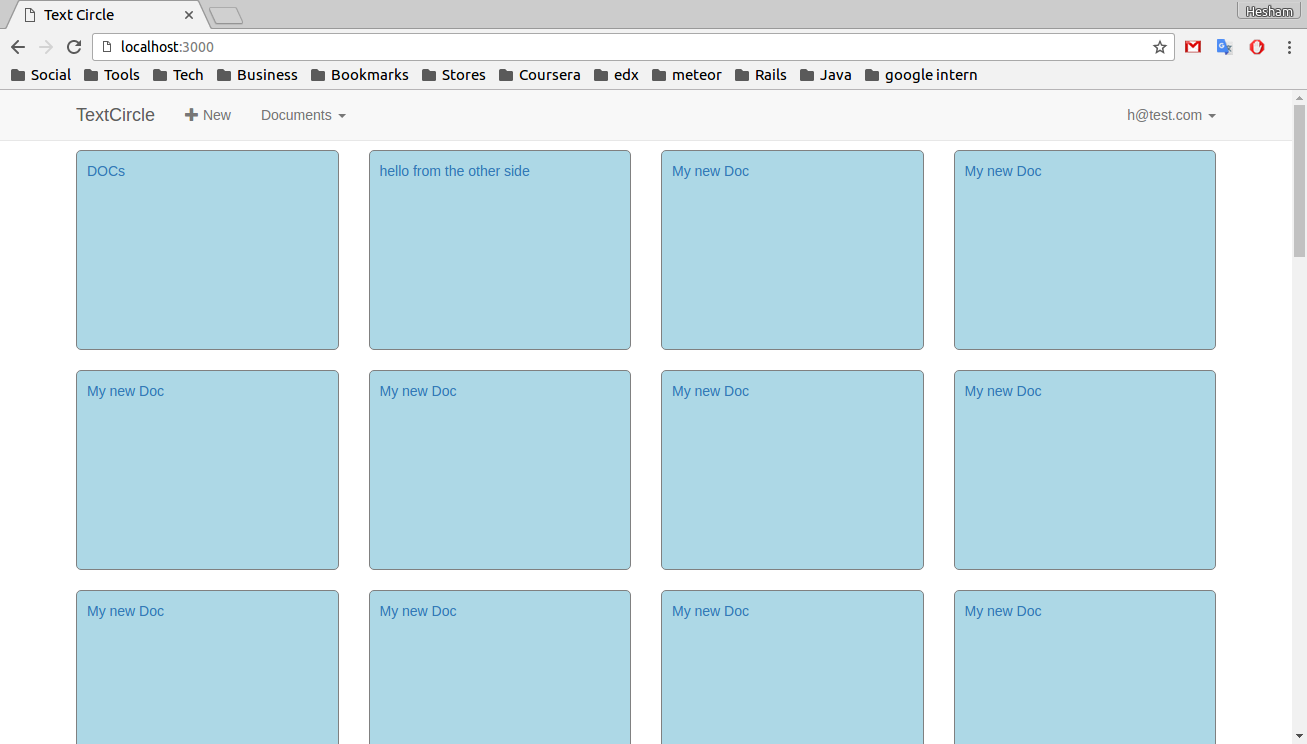 Text Circle
Hesham
localhost:3000
Social Tools Tech Business Bookmarks Stores Coursera edx meteor Rails Java google intern
TextCircle New Documents h@test.com
DOCs hello from the other side My new Doc My new Doc
My new Doc My new Doc My new Doc My new Doc
My new Doc My new Doc My new Doc My new Doc